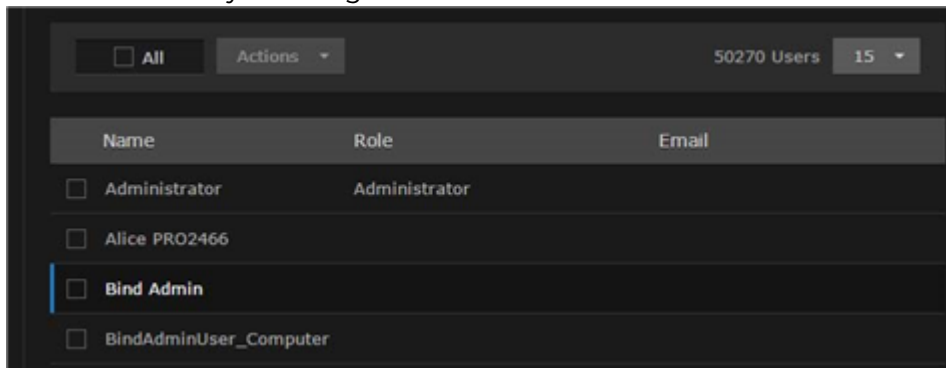 All Actions 50270 Users 15
Name Role Email
Administrator Administrator
Alice PRO2466
Bind Admin
BindAdminUser_Computer